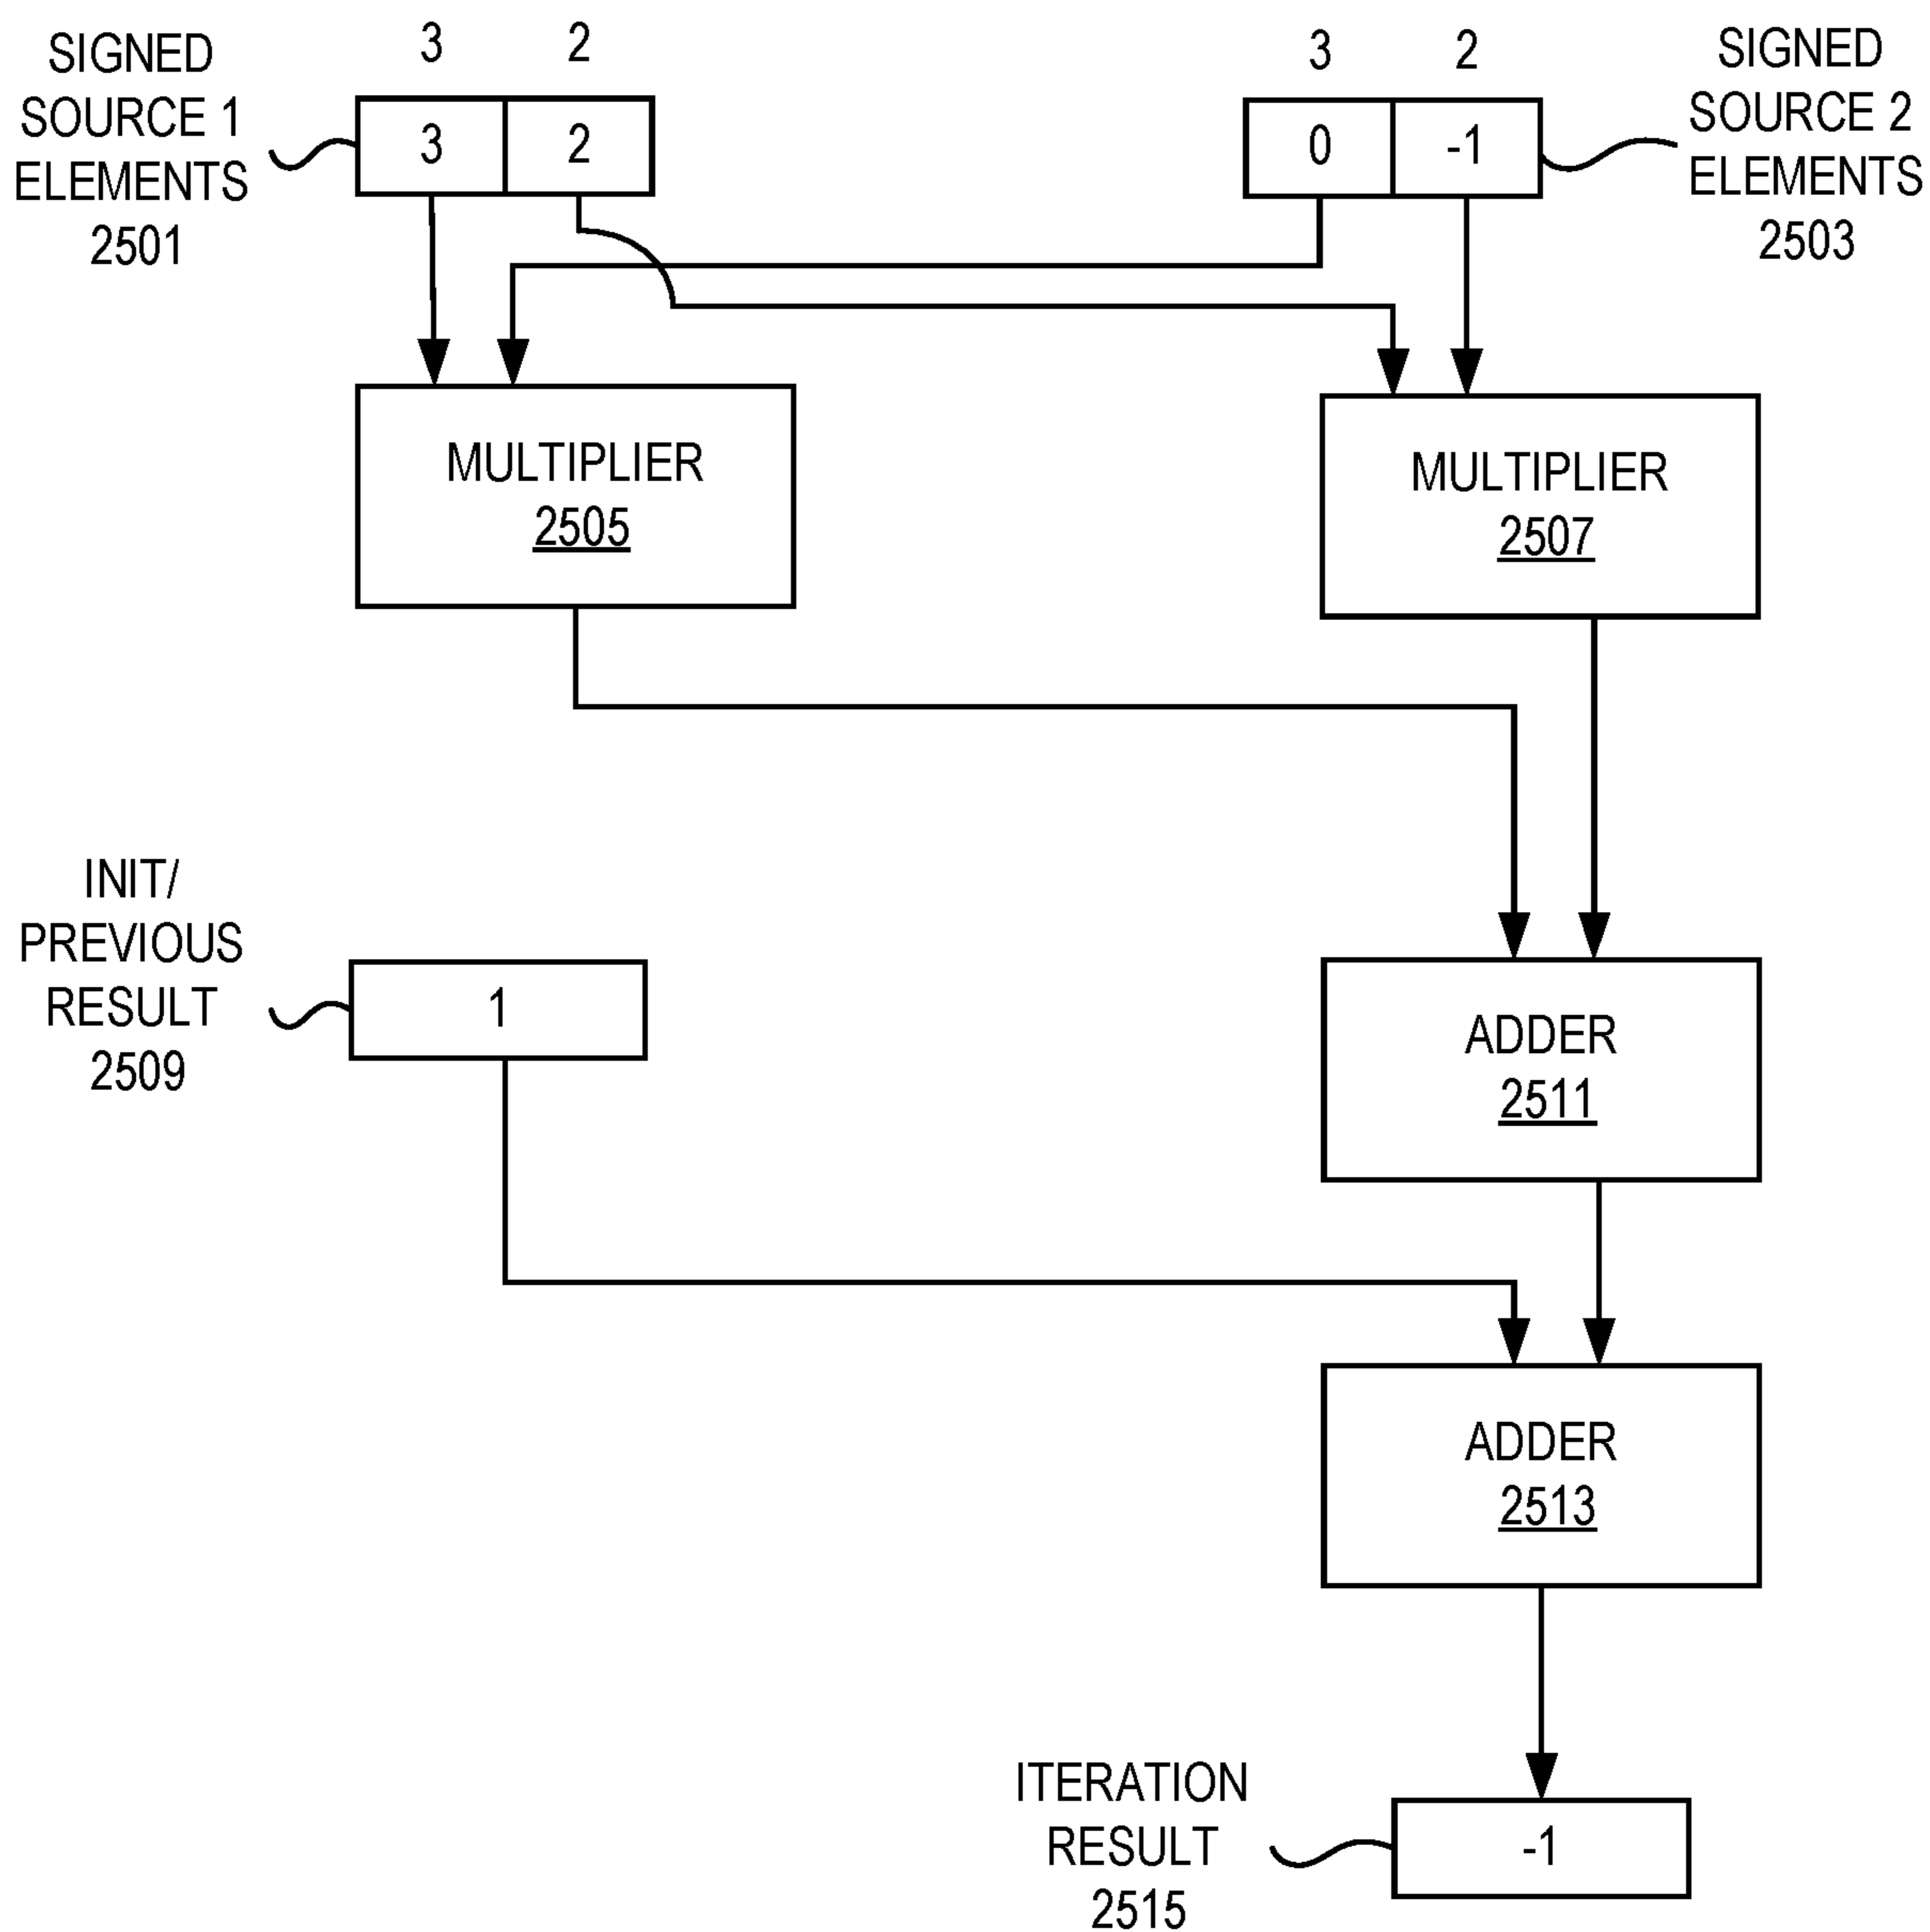 SIGNED
SOURCE 1
ELEMENTS
2501
3 2
3 2
3 2
0 -1
SIGNED
SOURCE 2
ELEMENTS
2503
MULTIPLIER
2505
MULTIPLIER
2507
INIT/
PREVIOUS
RESULT
2509
1
ADDER
2511
ADDER
2513
ITERATION
RESULT
2515
-1